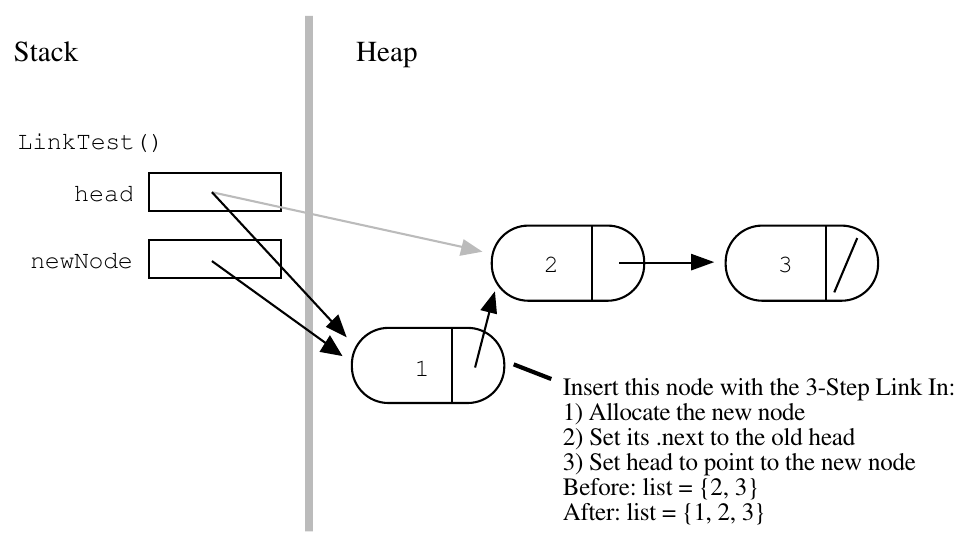 Stack
Heap
LinkTest()
head
newNode
2
3
1
Insert this node with the 3-Step Link In:
1) Allocate the new node
2) Set its .next to the old head
3) Set head to point to the new node
Before: list = {2, 3}
After: list = {1, 2, 3}